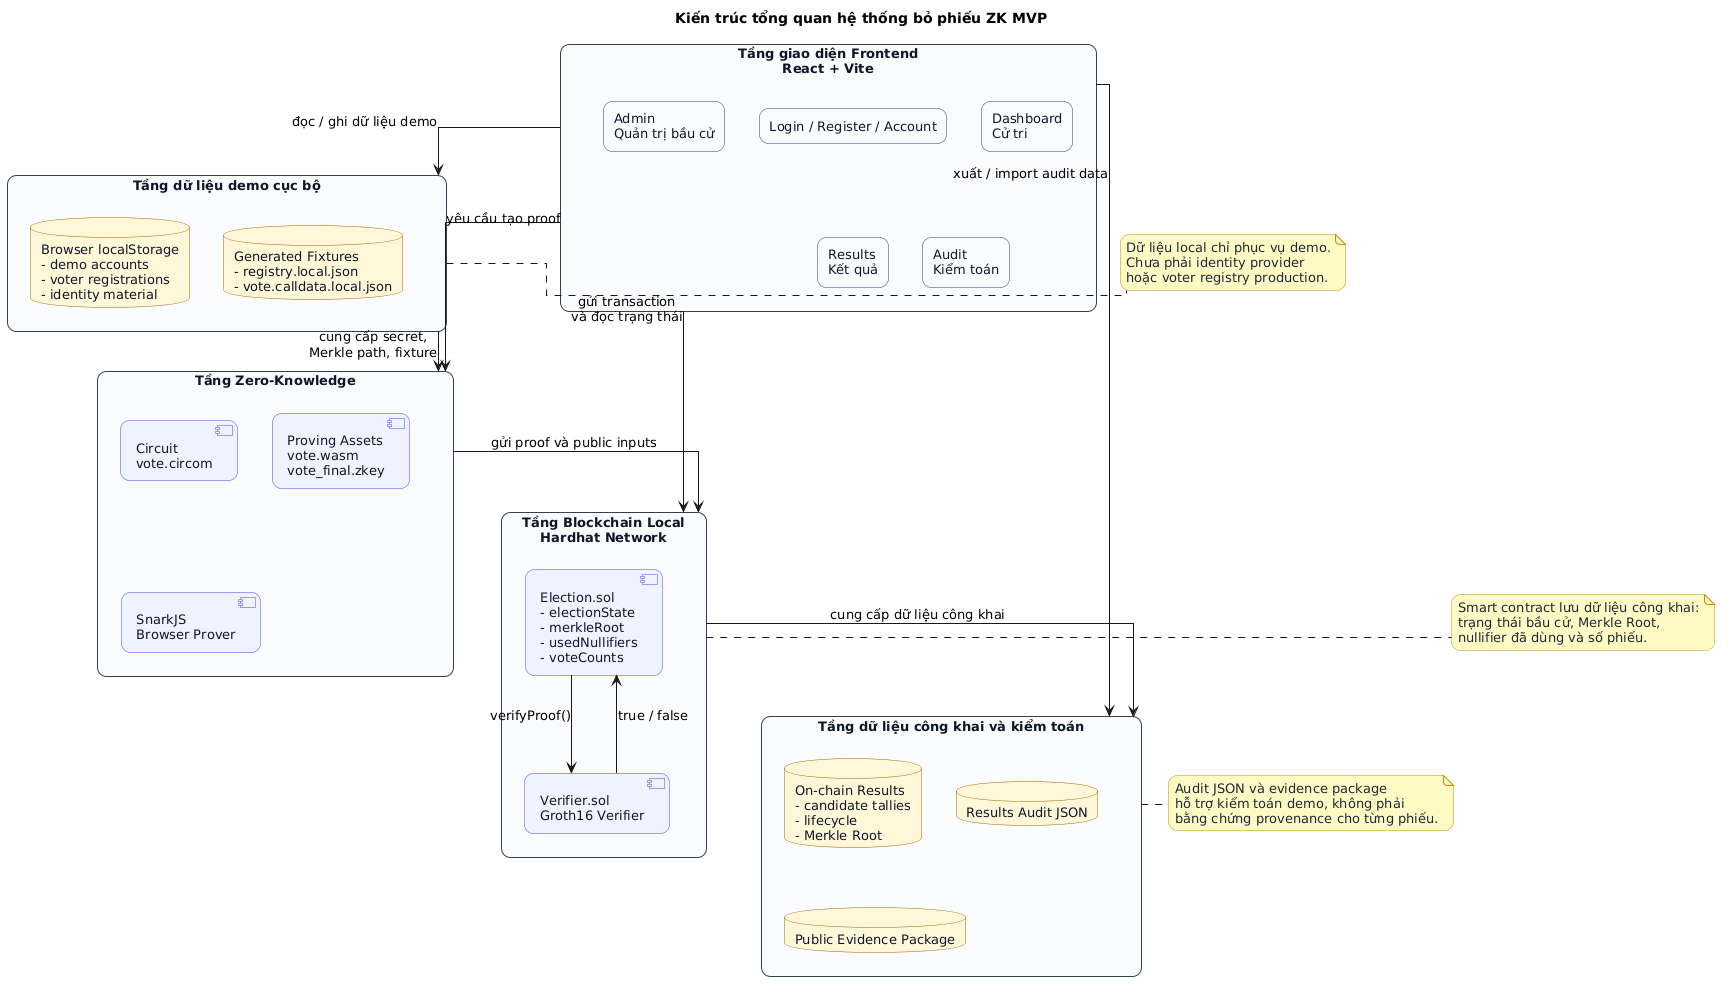 Kiến trúc tổng quan hệ thống bỏ phiếu ZK MVP
Tầng giao diện Frontend
React + Vite
Admin
Quản trị bầu cử
Login / Register / Account
Dashboard
Cử tri
đọc / ghi dữ liệu demo
xuất / import audit data
Tầng dữ liệu demo cục bộ
Browser localStorage
- demo accounts
- voter registrations
- identity material
Generated Fixtures
- registry.local.json
- vote.calldata.local.json
yêu cầu tạo proof
Results
Kết quả
Audit
Kiểm toán
Dữ liệu local chỉ phục vụ demo.
Chưa phải identity provider
hoặc voter registry production.
gửi transaction
và đọc trạng thái
cung cấp secret,
Merkle path, fixture
Tầng Zero-Knowledge
Circuit
vote.circom
Proving Assets
vote.wasm
vote_final.zkey
SnarkJS
Browser Prover
gửi proof và public inputs
Tầng Blockchain Local
Hardhat Network
Election.sol
- electionState
- merkleRoot
- usedNullifiers
- voteCounts
verifyProof()
true / false
Verifier.sol
Groth16 Verifier
cung cấp dữ liệu công khai
Smart contract lưu dữ liệu công khai:
trạng thái bầu cử, Merkle Root,
nullifier đã dùng và số phiếu.
Tầng dữ liệu công khai và kiểm toán
On-chain Results
- candidate tallies
- lifecycle
- Merkle Root
Results Audit JSON
Public Evidence Package
Audit JSON và evidence package
hỗ trợ kiểm toán demo, không phải
bằng chứng provenance cho từng phiếu.